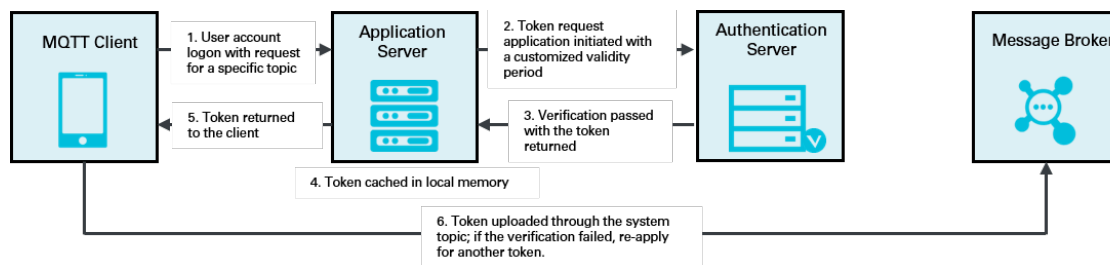 MQTT Client
1. User account
logon with request
for a specific topic
Application
Server
2. Token request
application initiated with
a customized validity
period
Authentication
Server
Message Broker
5. Token returned
to the client
3. Verification passed
with the token
returned
4. Token cached in local memory
6. Token uploaded through the system
topic; if the verification failed, re-apply
for another token.